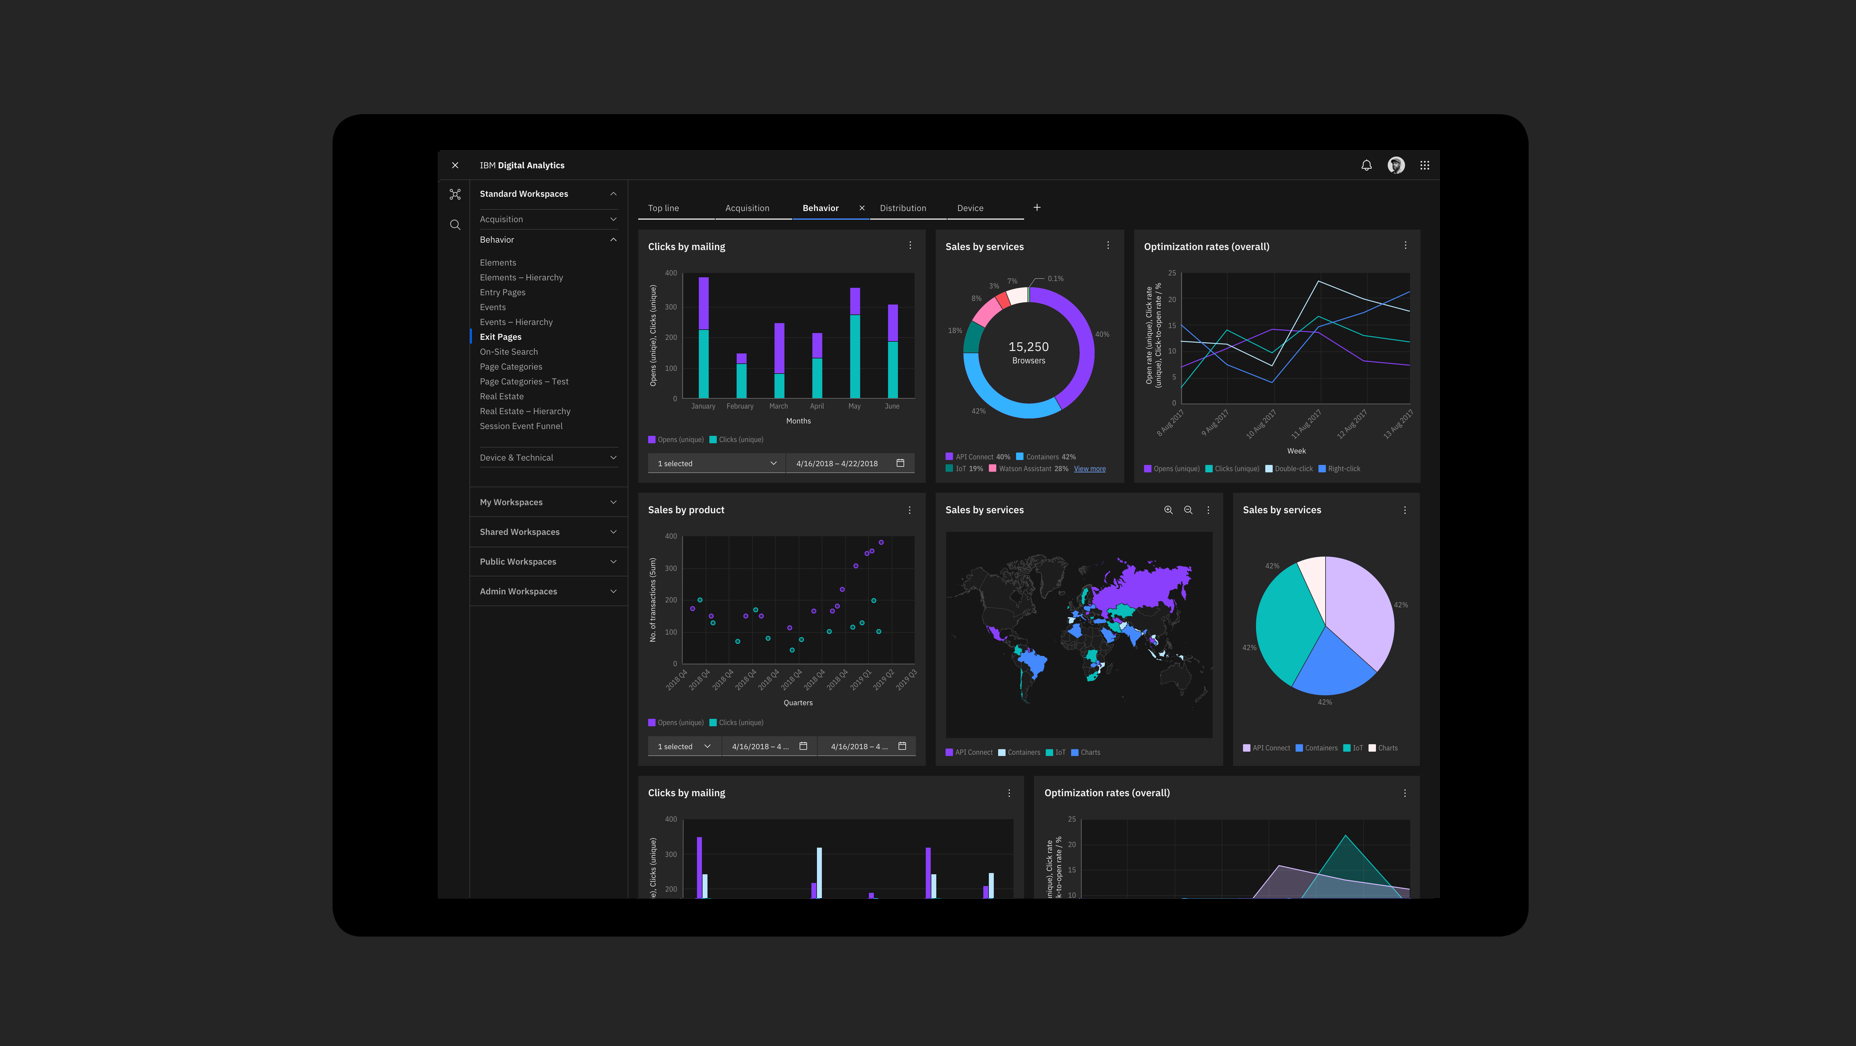 IBM Digital Analytics
Standard Workspaces
Acquisition
Behavior
Elements
Elements – Hierarchy
Entry Pages
Events
Events – Hierarchy
Exit Pages
On-Site Search
Page Categories
Page Categories – Test
Real Estate
Real Estate – Hierarchy
Session Event Funnel
Device & Technical
My Workspaces
Shared Workspaces
Public Workspaces
Admin Workspaces
Top line
Acquisition
Behavior
Distribution
Device
Clicks by mailing
Opens (unique), Clicks (unique)
400
300
200
100
0
January February March April May June
Months
Opens (unique) Clicks (unique)
1 selected
4/16/2018 – 4/22/2018
Sales by services
0.1%
7%
3%
8%
18%
40%
42%
15,250
Browsers
API Connect 40% Containers 42%
IoT 19% Watson Assistant 28% View more
Optimization rates (overall)
Open rate (unique), Click rate
(unique), Click-to-open rate / %
25
20
15
10
5
0
8 Aug 2017 9 Aug 2017 10 Aug 2017 11 Aug 2017 12 Aug 2017 13 Aug 2017
Week
Opens (unique) Clicks (unique) Double-click Right-click
Sales by product
No. of transactions (Sum)
400
300
200
100
0
2018 Q4 2018 Q4 2018 Q4 2018 Q4 2018 Q4 2018 Q4 2018 Q4 2018 Q4 2019 Q1 2019 Q2 2019 Q3
Quarters
Opens (unique) Clicks (unique)
1 selected
4/16/2018 – 4 ...
4/16/2018 – 4 ...
Sales by services
API Connect Containers IoT Charts
Sales by services
42%
42%
42%
42%
API Connect Containers IoT Charts
Clicks by mailing
e), Clicks (unique)
400
300
200
Optimization rates (overall)
nique), Click rate
k-to-open rate / %
25
20
15
10